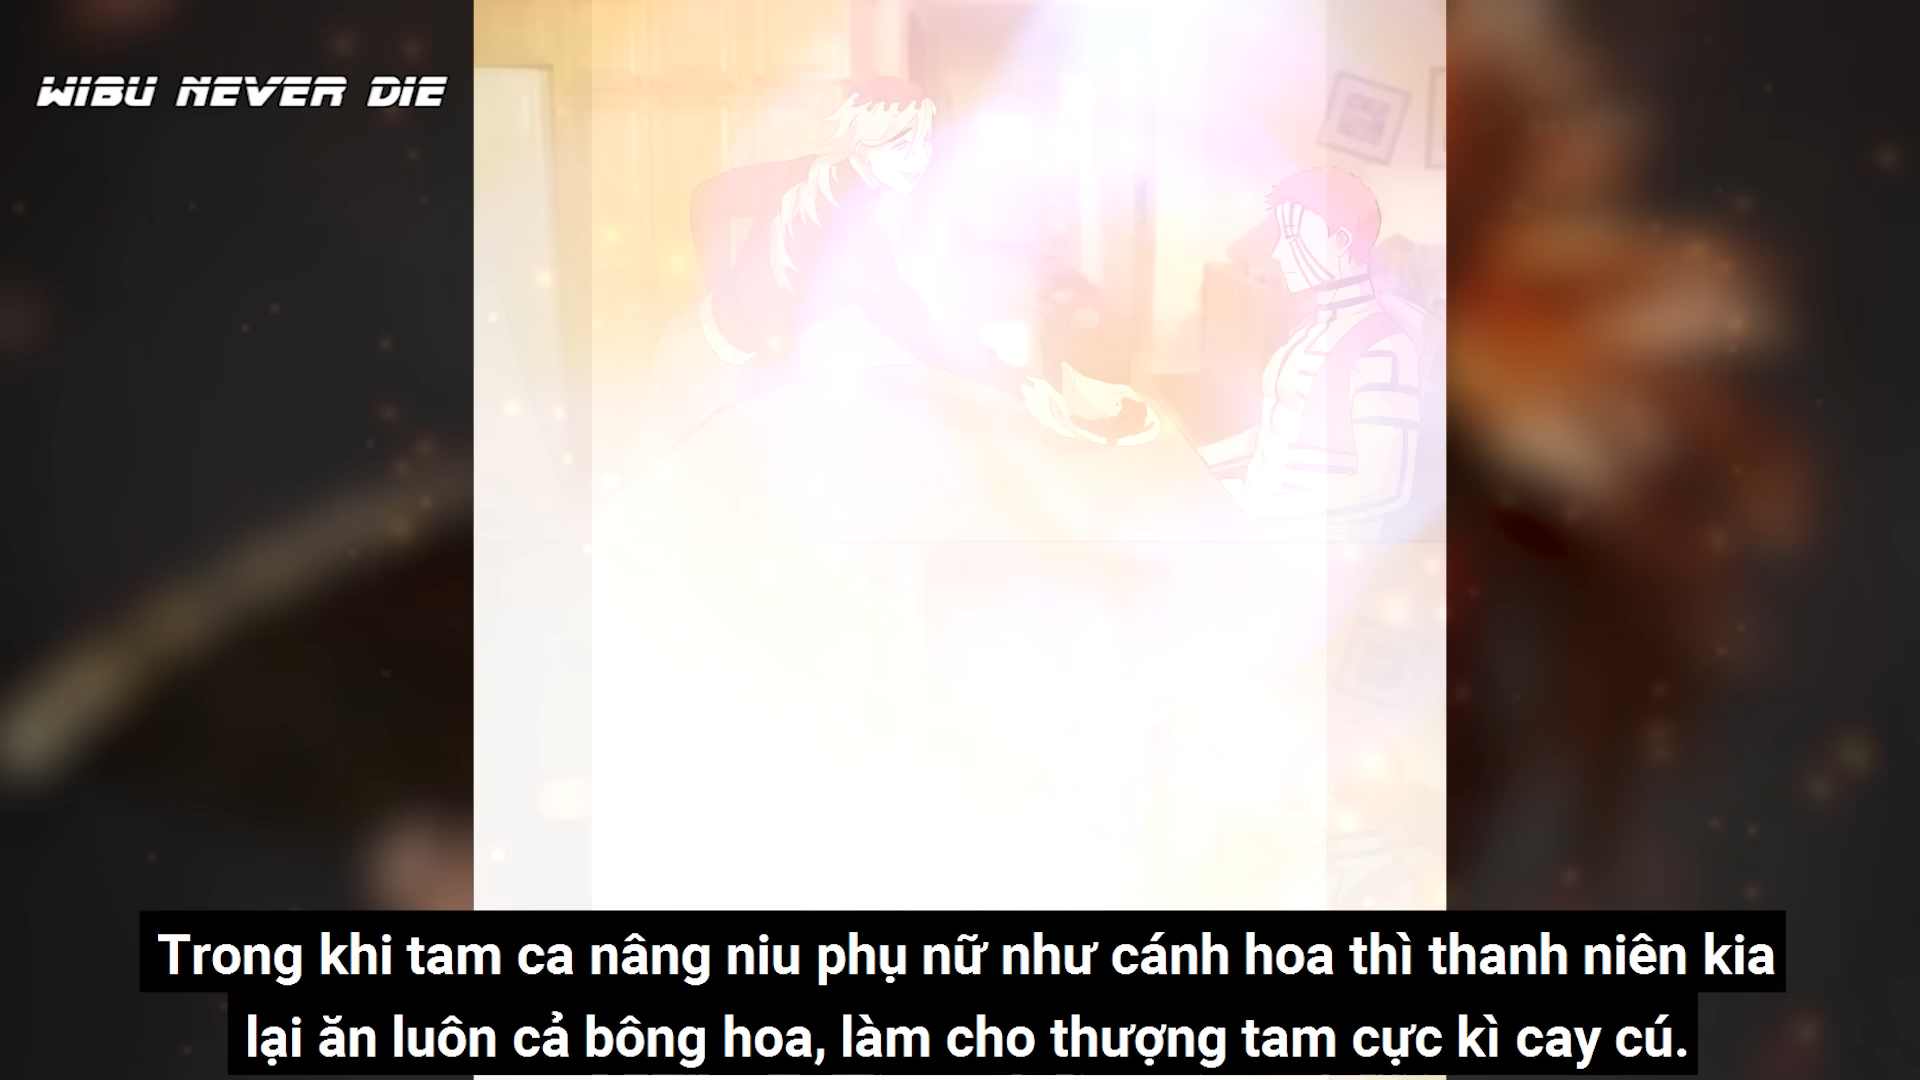 WIBU NEVER DIE
Trong khi tam ca nâng niu phụ nữ như cánh hoa thì thanh niên kia
lại ăn luôn cả bông hoa, làm cho thượng tam cực kì cay cú.